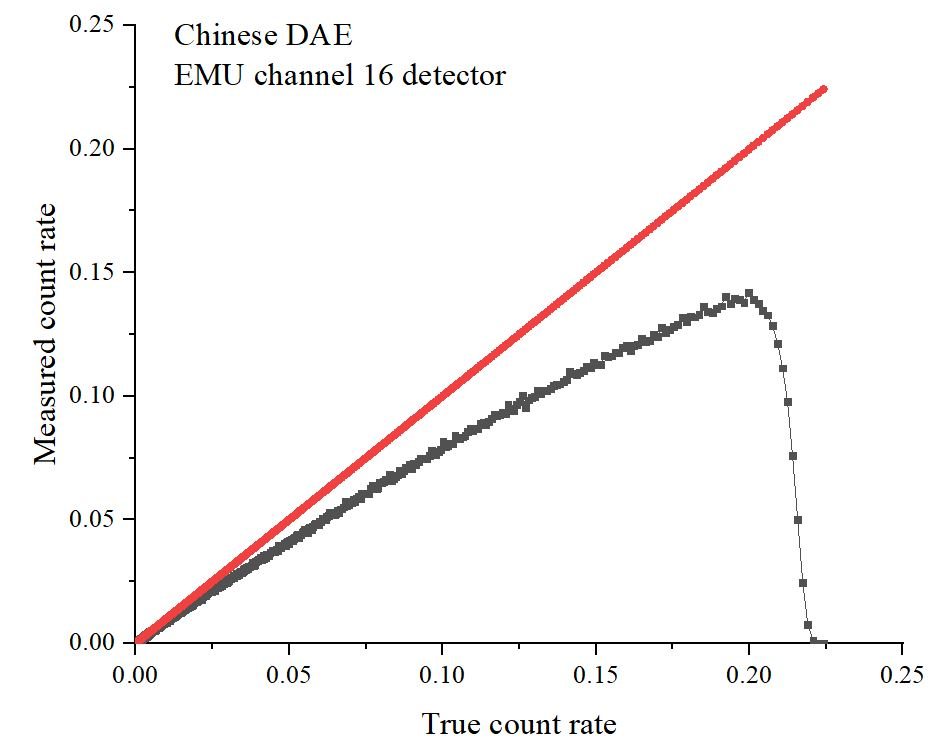 Chinese DAE
EMU channel 16 detector
0.25
0.20
0.15
0.10
0.05
0.00
Measured count rate
0.00 0.05 0.10 0.15 0.20 0.25
True count rate